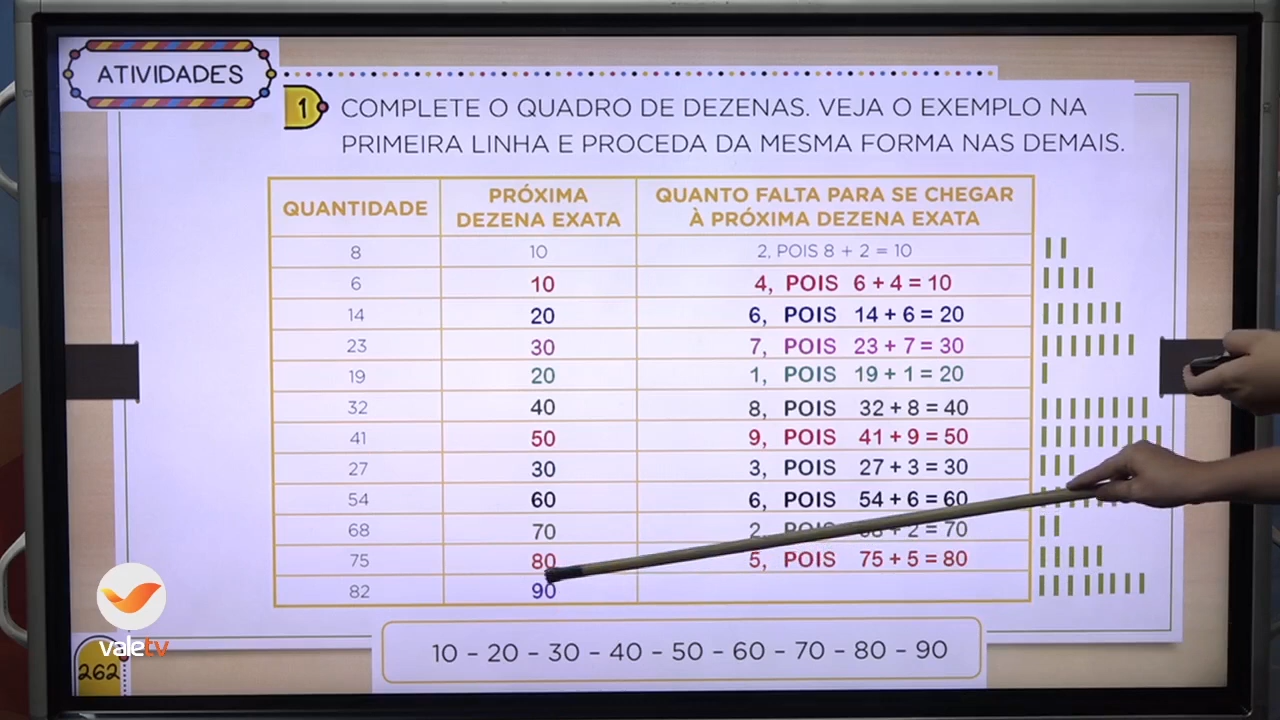 ATIVIDADES
1 COMPLETE O QUADRO DE DEZENAS. VEJA O EXEMPLO NA
PRIMEIRA LINHA E PROCEDA DA MESMA FORMA NAS DEMAIS.
QUANTIDADE PRÓXIMA DEZENA EXATA QUANTO FALTA PARA SE CHEGAR À PRÓXIMA DEZENA EXATA
8 10 2, POIS 8 + 2 = 10
6 10 4, POIS 6 + 4 = 10
14 20 6, POIS 14 + 6 = 20
23 30 7, POIS 23 + 7 = 30
19 20 1, POIS 19 + 1 = 20
32 40 8, POIS 32 + 8 = 40
41 50 9, POIS 41 + 9 = 50
27 30 3, POIS 27 + 3 = 30
54 60 6, POIS 54 + 6 = 60
68 70 2, POIS 68 + 2 = 70
75 80 5, POIS 75 + 5 = 80
82 90
10 – 20 – 30 – 40 – 50 – 60 – 70 – 80 – 90
valetv
262